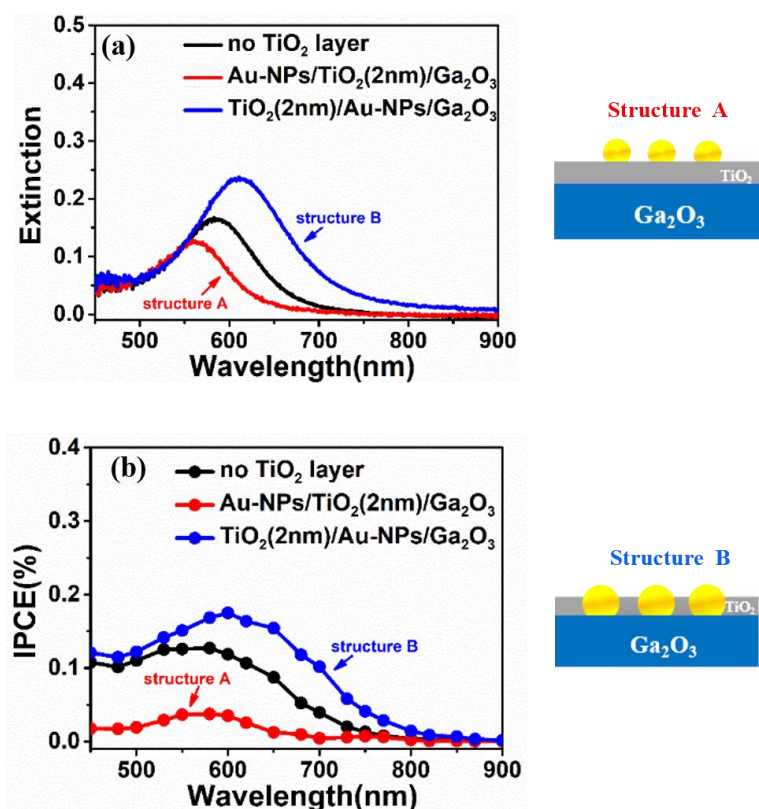 (a)
no TiO₂ layer
Au-NPs/TiO₂(2nm)/Ga₂O₃
TiO₂(2nm)/Au-NPs/Ga₂O₃
structure B
structure A
Extinction
0.5
0.4
0.3
0.2
0.1
0.0
500 600 700 800 900
Wavelength(nm)
Structure A
TiO₂
Ga₂O₃
(b)
no TiO₂ layer
Au-NPs/TiO₂(2nm)/Ga₂O₃
TiO₂(2nm)/Au-NPs/Ga₂O₃
structure B
structure A
IPCE(%)
0.4
0.3
0.2
0.1
0.0
500 600 700 800 900
Wavelength(nm)
Structure B
TiO₂
Ga₂O₃